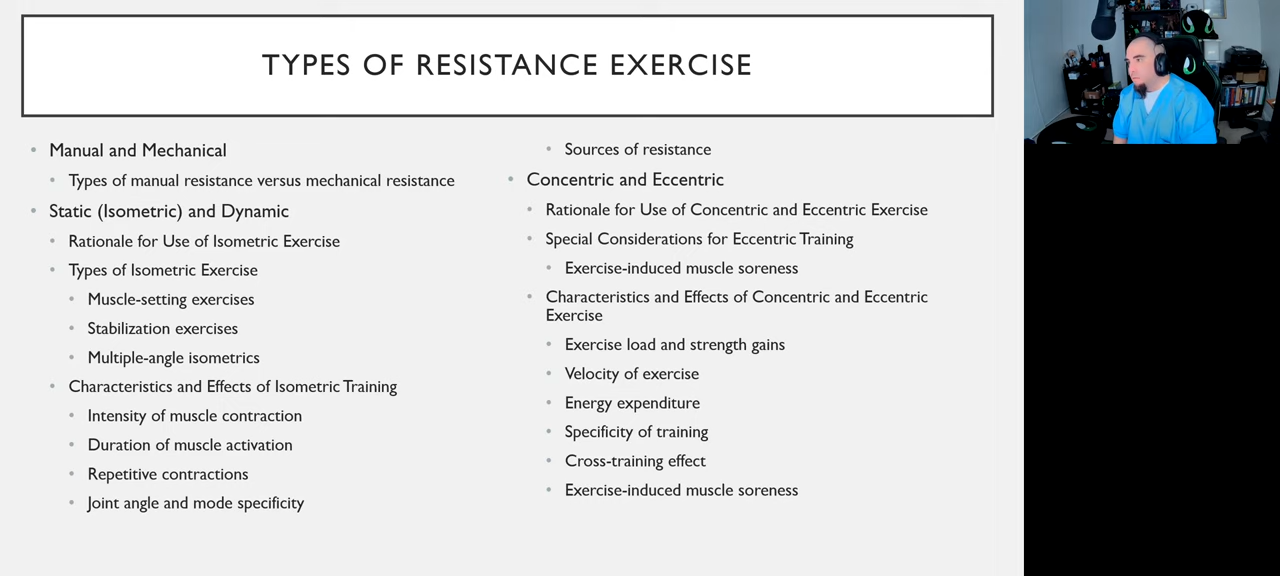 TYPES OF RESISTANCE EXERCISE
Manual and Mechanical
Types of manual resistance versus mechanical resistance
Static (Isometric) and Dynamic
Rationale for Use of Isometric Exercise
Types of Isometric Exercise
Muscle-setting exercises
Stabilization exercises
Multiple-angle isometrics
Characteristics and Effects of Isometric Training
Intensity of muscle contraction
Duration of muscle activation
Repetitive contractions
Joint angle and mode specificity
Sources of resistance
Concentric and Eccentric
Rationale for Use of Concentric and Eccentric Exercise
Special Considerations for Eccentric Training
Exercise-induced muscle soreness
Characteristics and Effects of Concentric and Eccentric
Exercise
Exercise load and strength gains
Velocity of exercise
Energy expenditure
Specificity of training
Cross-training effect
Exercise-induced muscle soreness